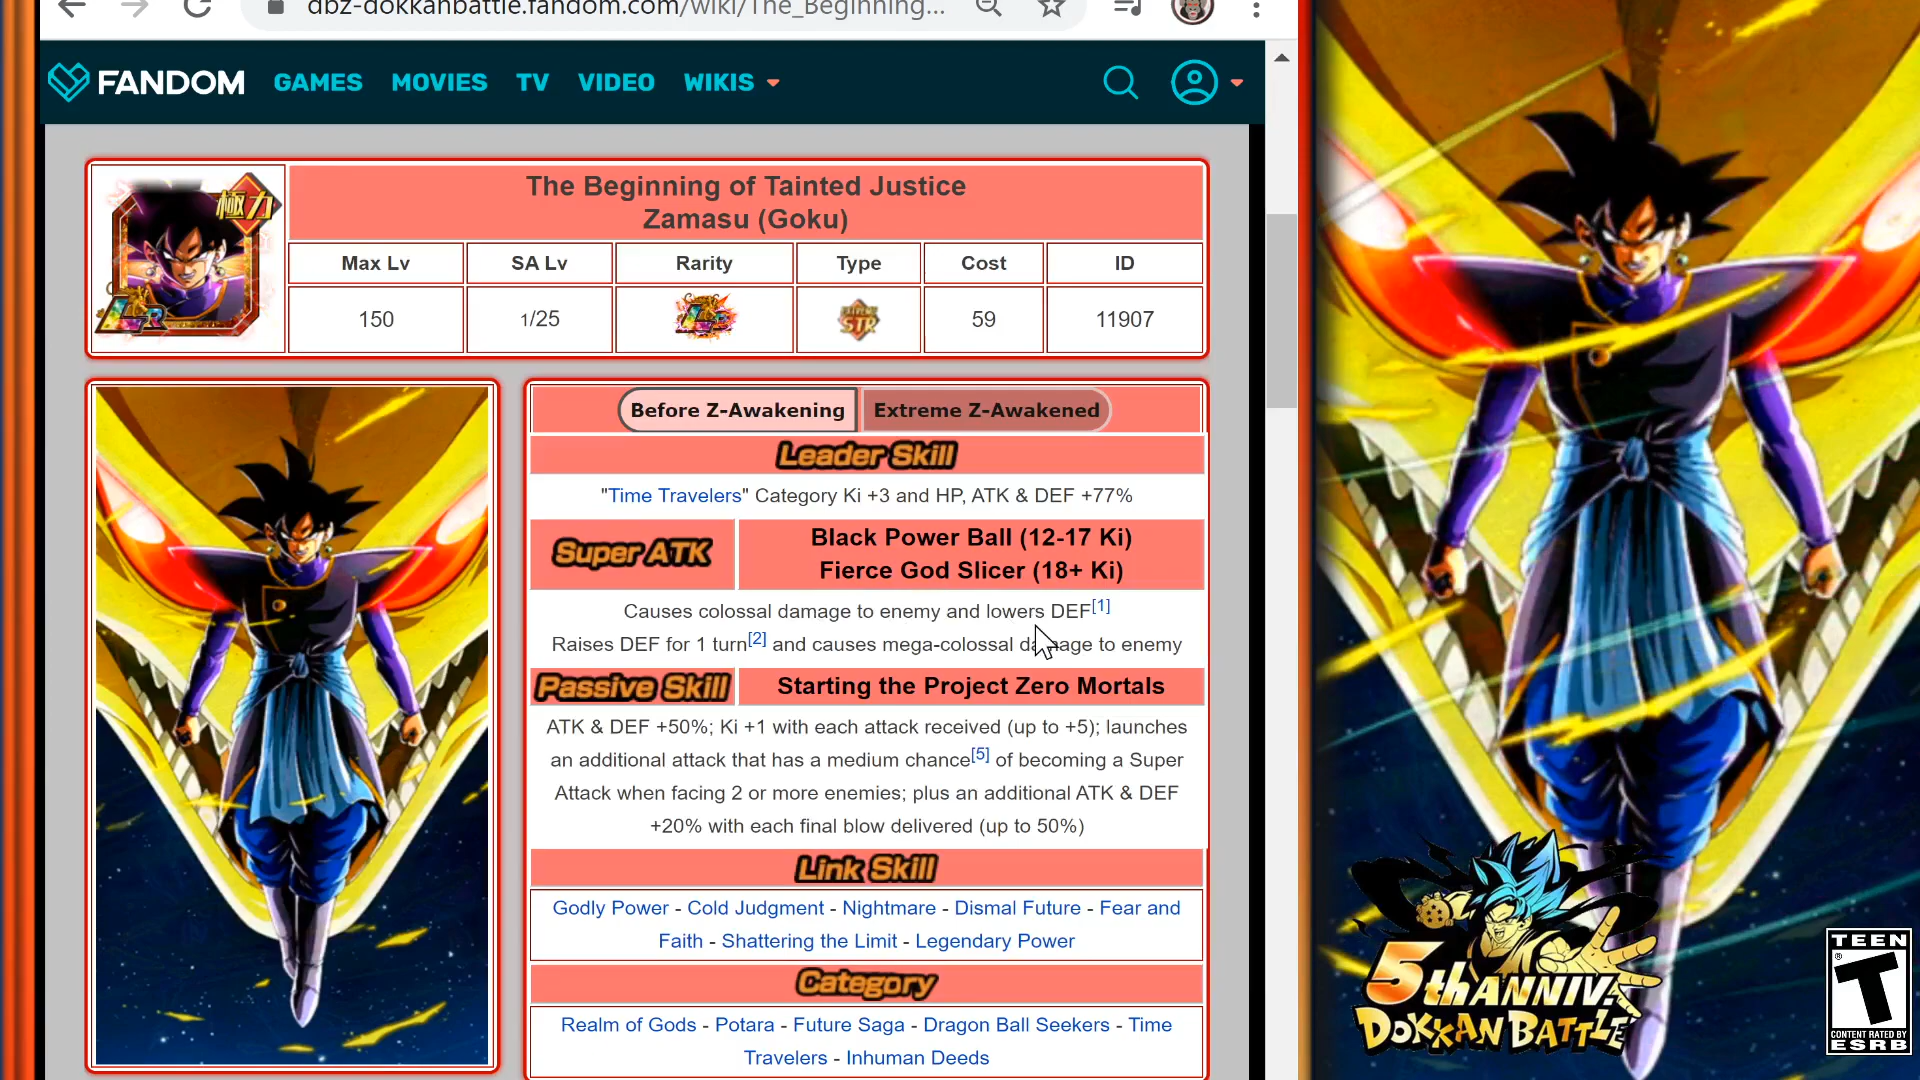 dbz-dokkanbattle.fandom.com/wiki/The_Beginning...
FANDOM GAMES MOVIES TV VIDEO WIKIS
The Beginning of Tainted Justice
Zamasu (Goku)
極力
LR
Max Lv SA Lv Rarity Type Cost ID
150 1/25 LR EXTREME STR 59 11907
Before Z-Awakening Extreme Z-Awakened
Leader Skill
"Time Travelers" Category Ki +3 and HP, ATK & DEF +77%
Super ATK
Black Power Ball (12-17 Ki)
Fierce God Slicer (18+ Ki)
Causes colossal damage to enemy and lowers DEF[1]
Raises DEF for 1 turn[2] and causes mega-colossal damage to enemy
Passive Skill Starting the Project Zero Mortals
ATK & DEF +50%; Ki +1 with each attack received (up to +5); launches
an additional attack that has a medium chance[5] of becoming a Super
Attack when facing 2 or more enemies; plus an additional ATK & DEF
+20% with each final blow delivered (up to 50%)
Link Skill
Godly Power - Cold Judgment - Nightmare - Dismal Future - Fear and
Faith - Shattering the Limit - Legendary Power
Category
Realm of Gods - Potara - Future Saga - Dragon Ball Seekers - Time
Travelers - Inhuman Deeds
5th ANNIV.
DOKKAN BATTLE
TEEN
T
®
CONTENT RATED BY
ESRB